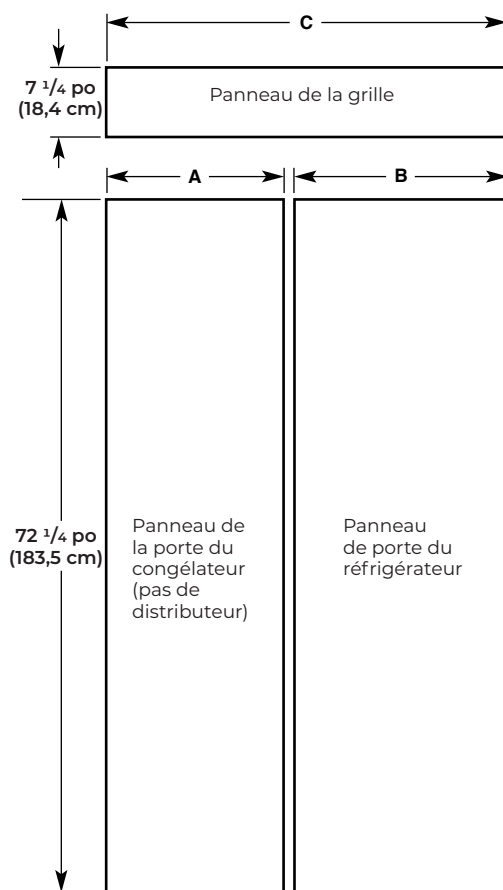 C
7 1/4 po
(18,4 cm)
Panneau de la grille
A
B
72 1/4 po
(183,5 cm)
Panneau de
la porte du
congélateur
(pas de
distributeur)
Panneau
de porte du
réfrigérateur